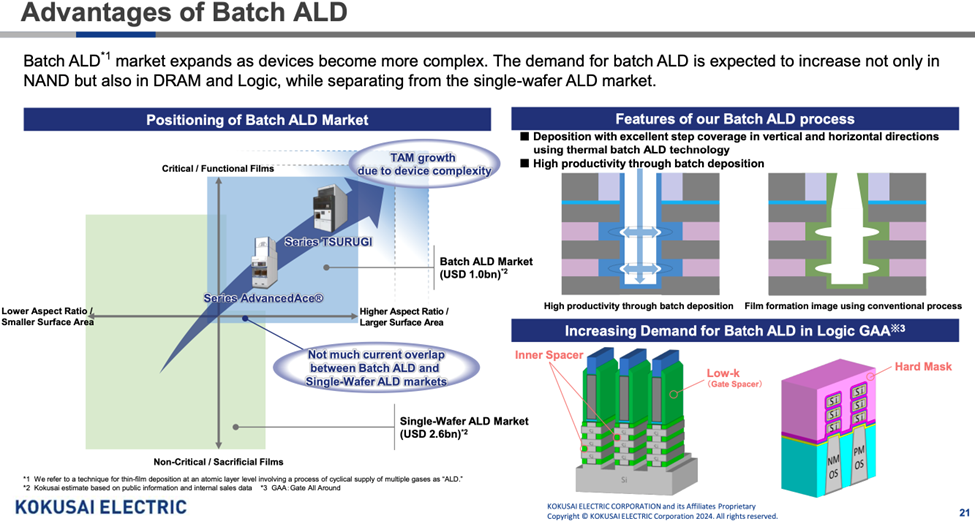 Advantages of Batch ALD
Batch ALD*1 market expands as devices become more complex. The demand for batch ALD is expected to increase not only in
NAND but also in DRAM and Logic, while separating from the single-wafer ALD market.
Positioning of Batch ALD Market
Critical / Functional Films
TAM growth
due to device complexity
Series TSURUGI
Batch ALD Market
(USD 1.0bn)*2
Series AdvancedAce®
Lower Aspect Ratio /
Smaller Surface Area
Higher Aspect Ratio /
Larger Surface Area
Not much current overlap
between Batch ALD and
Single-Wafer ALD markets
Single-Wafer ALD Market
(USD 2.6bn)*2
Non-Critical / Sacrificial Films
Features of our Batch ALD process
■ Deposition with excellent step coverage in vertical and horizontal directions
using thermal batch ALD technology
■ High productivity through batch deposition
High productivity through batch deposition
Film formation image using conventional process
Increasing Demand for Batch ALD in Logic GAA※3
Inner Spacer
Low-k
(Gate Spacer)
Si
Hard Mask
Si
Si
Si
Si
Si
Si
NM
OS
PM
OS
*1 We refer to a technique for thin-film deposition at an atomic layer level involving a process of cyclical supply of multiple gases as “ALD.”
*2 Kokusai estimate based on public information and internal sales data *3 GAA：Gate All Around
KOKUSAI ELECTRIC
KOKUSAI ELECTRIC CORPORATION and its Affiliates Proprietary
Copyright © KOKUSAI ELECTRIC Corporation 2024. All rights reserved.
21